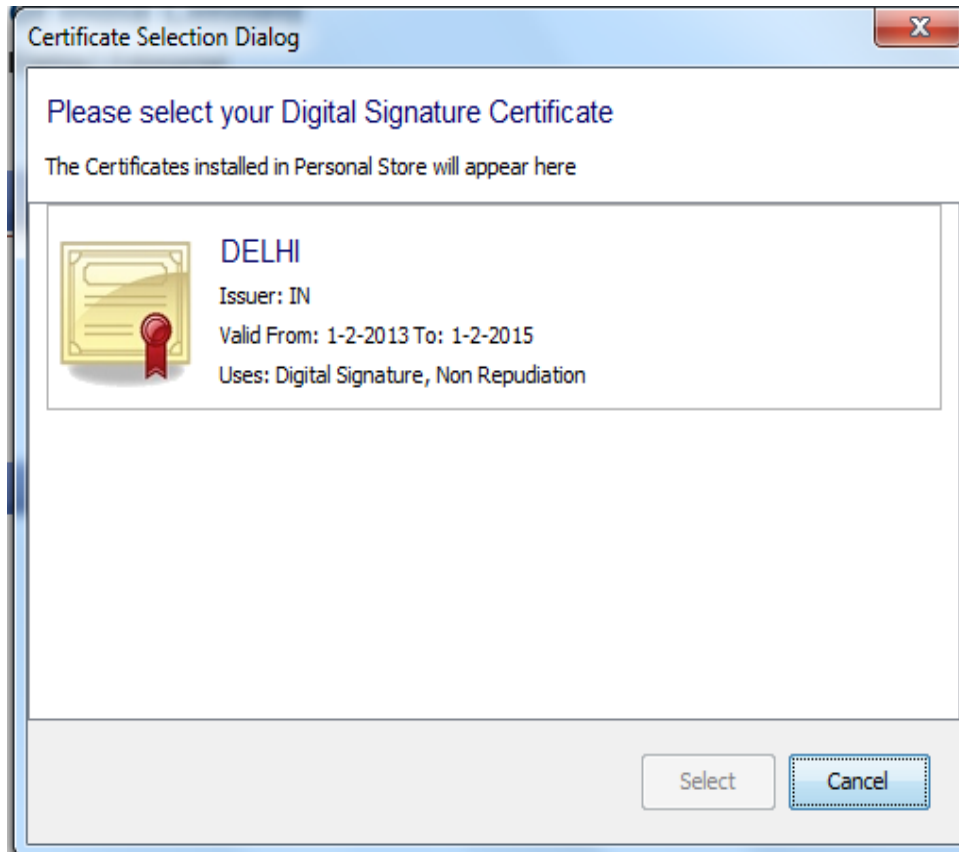 Certificate Selection Dialog
X
Please select your Digital Signature Certificate
The Certificates installed in Personal Store will appear here
DELHI
Issuer: IN
Valid From: 1-2-2013 To: 1-2-2015
Uses: Digital Signature, Non Repudiation
Select
Cancel